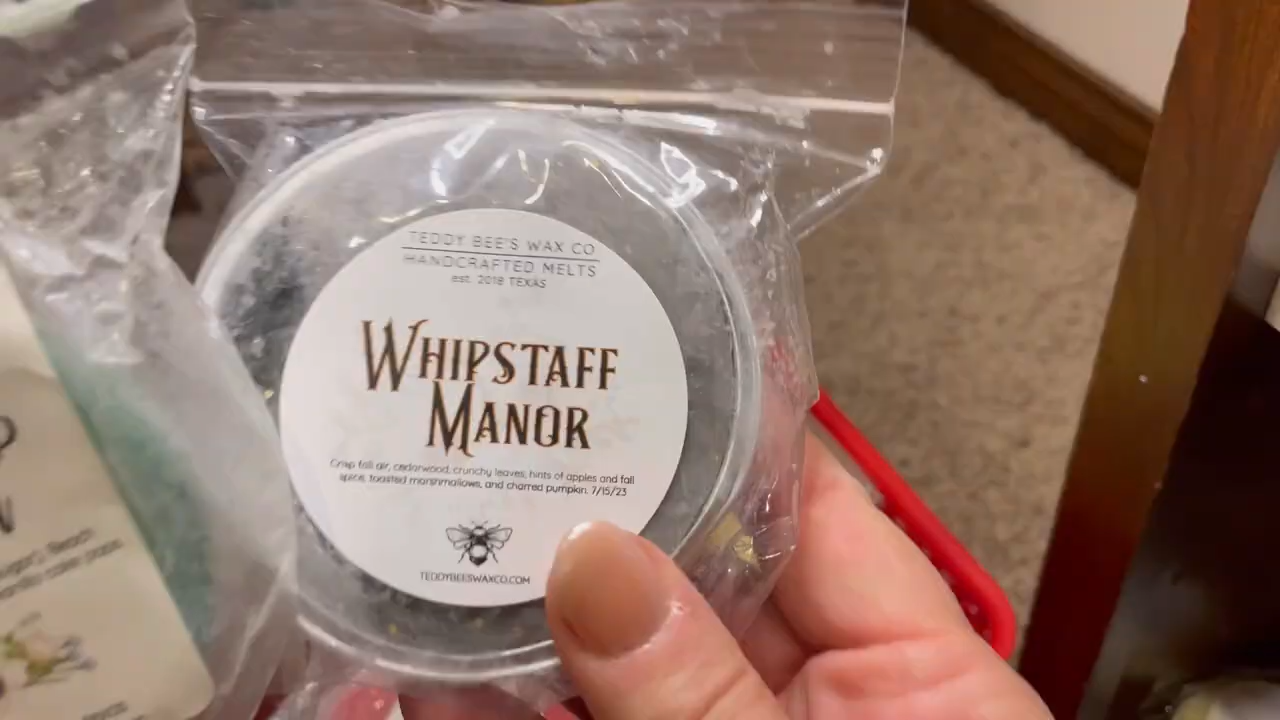 TEDDY BEE'S WAX CO
HANDCRAFTED MELTS
est. 2018 TEXAS
WHIPSTAFF
MANOR
Crisp fall air, cedarwood, crunchy leaves, hints of apples and fall
spice, toasted marshmallows, and charred pumpkin. 7/15/23
TEDDYBEESWAXCO.COM